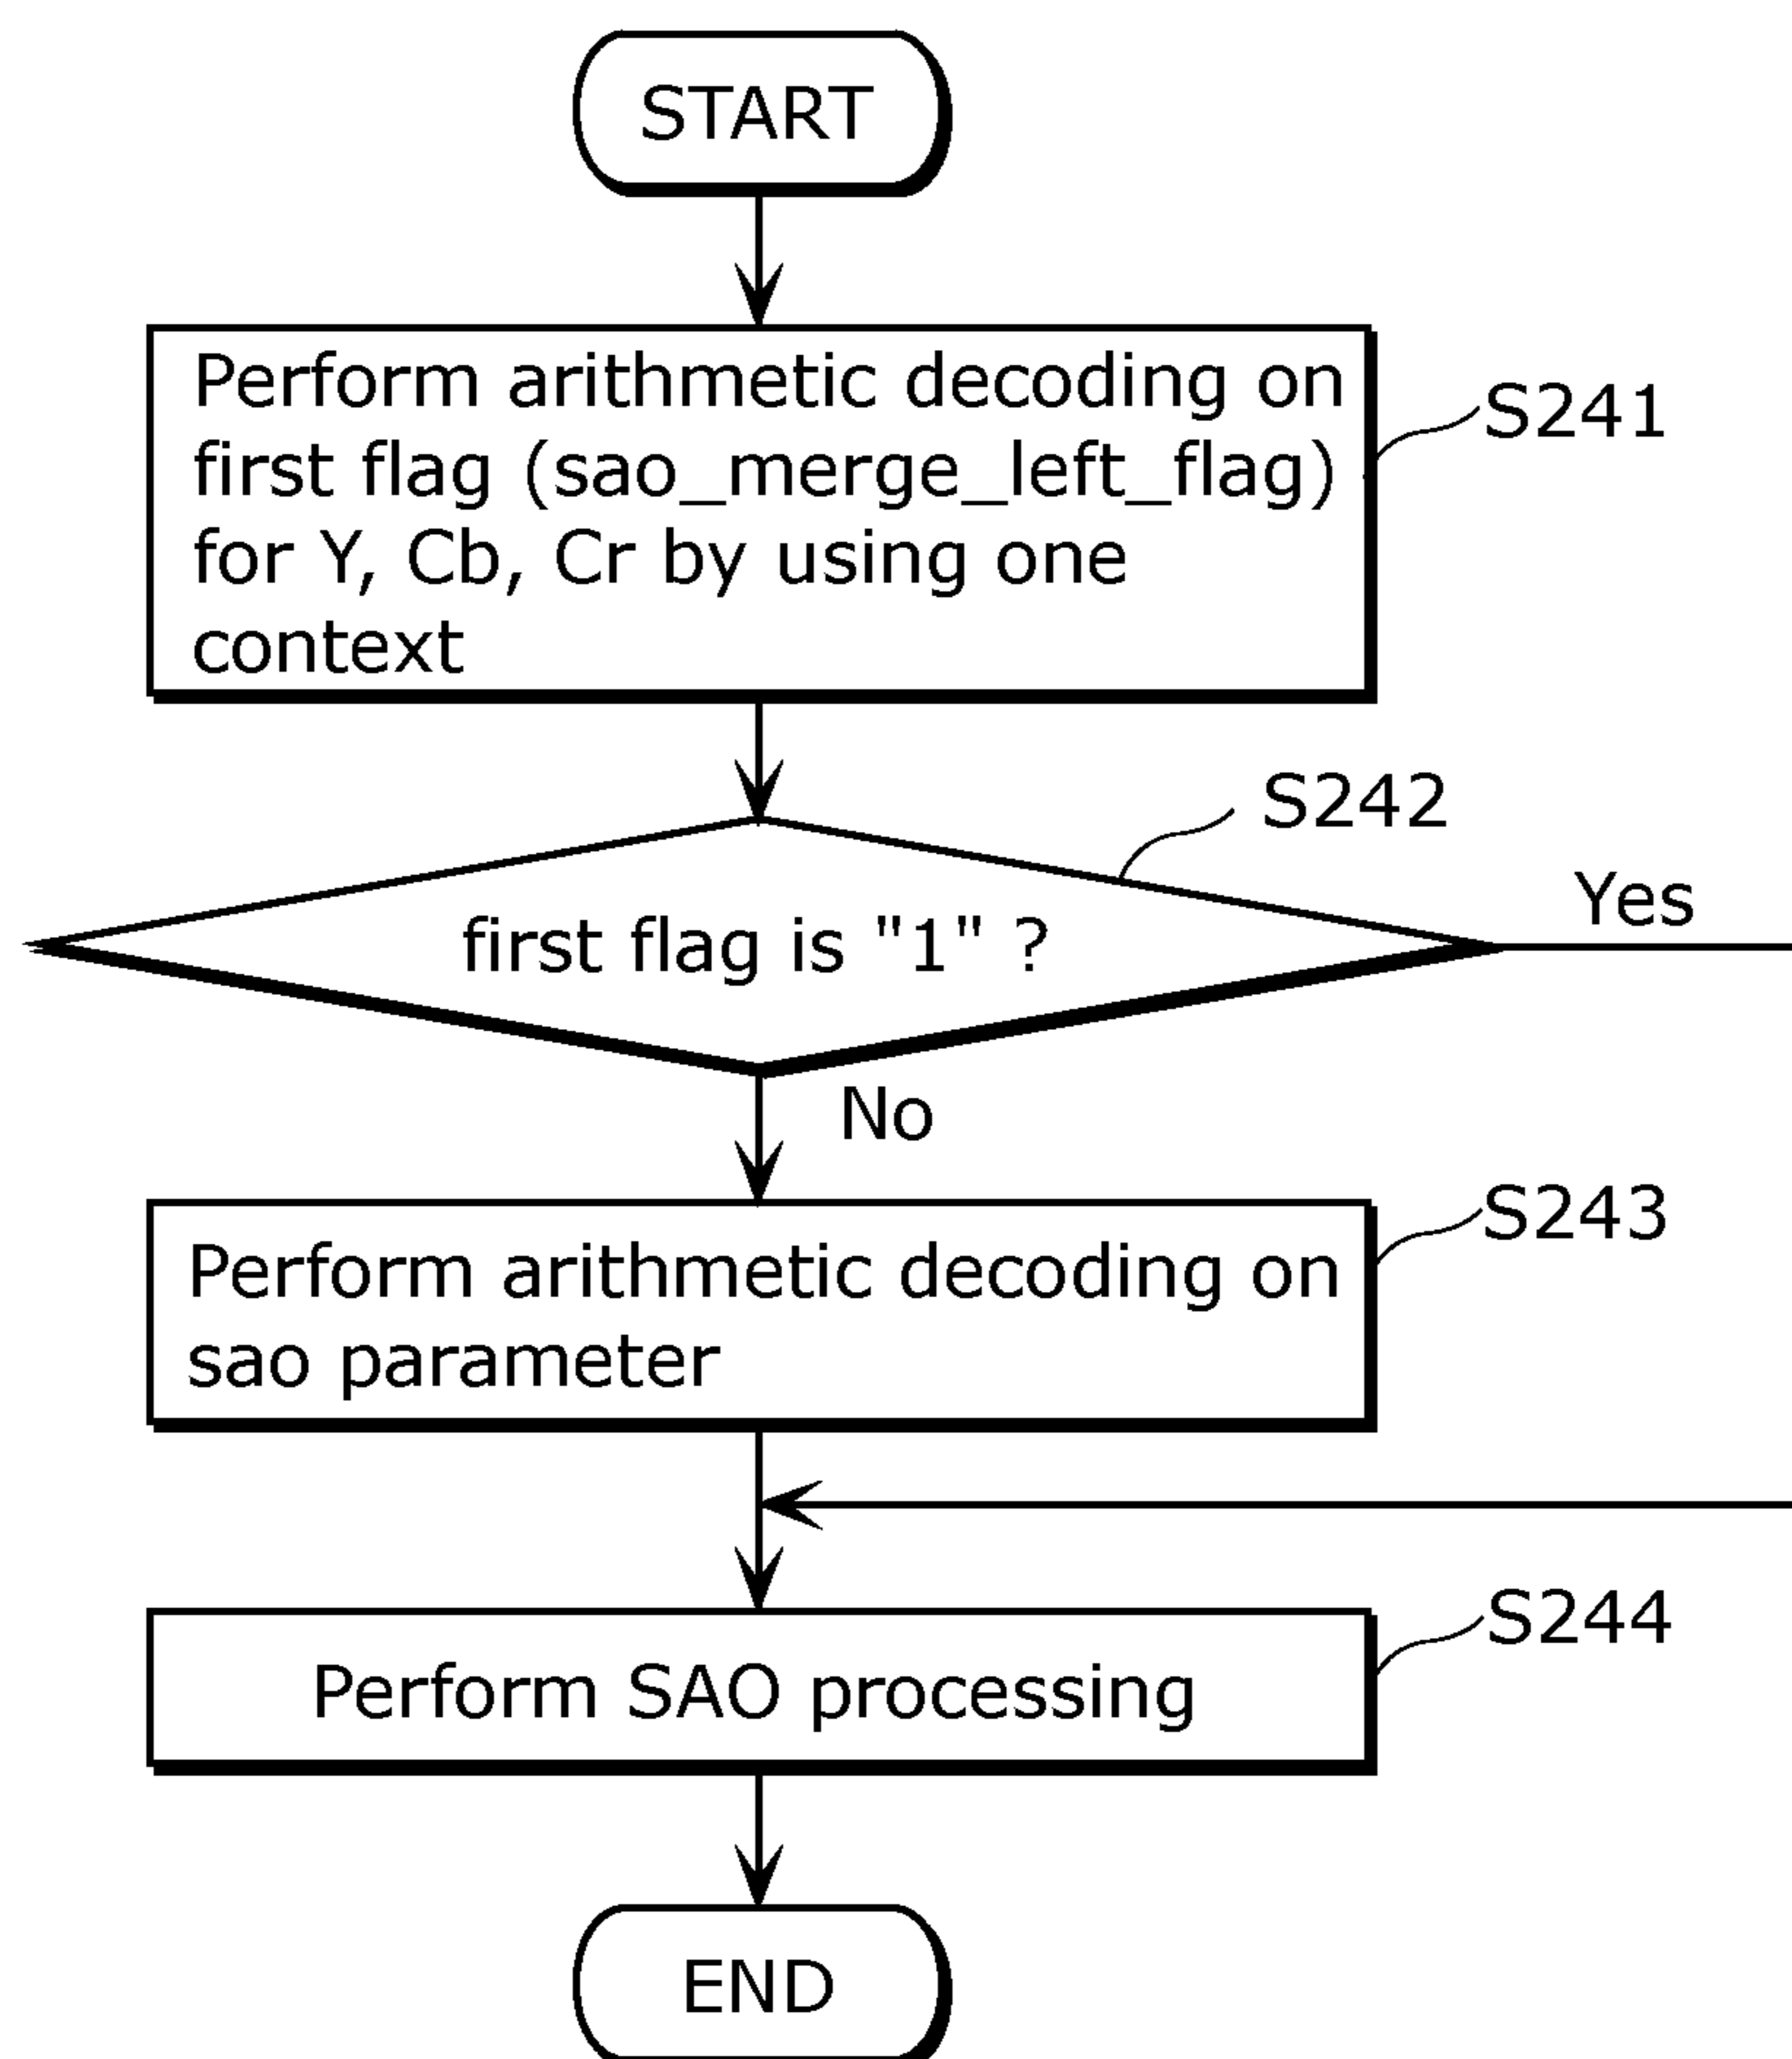 START
Perform arithmetic decoding on
first flag (sao_merge_left_flag)
for Y, Cb, Cr by using one
context
S241
S242
first flag is "1" ?
Yes
No
S243
Perform arithmetic decoding on
sao parameter
S244
Perform SAO processing
END